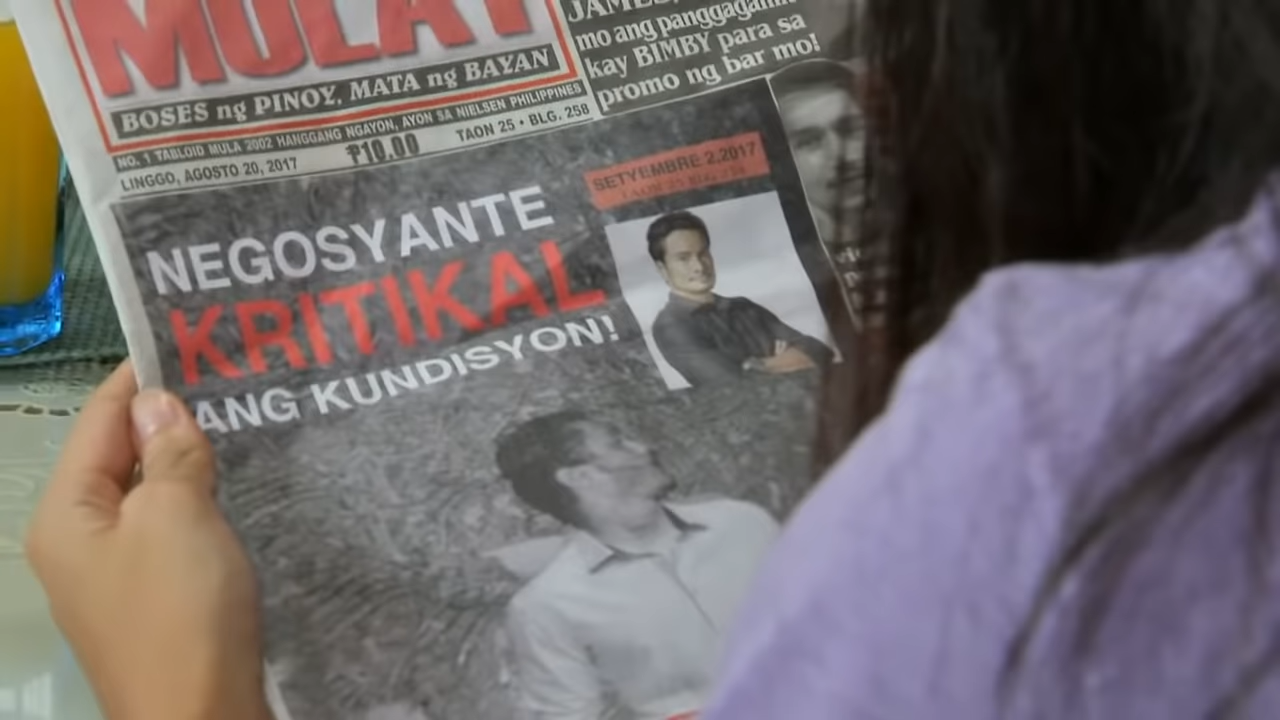 MULAT
BOSES ng PINOY, MATA ng BAYAN
NO. 1 TABLOID MULA 2002 HANGGANG NGAYON, AYON SA NIELSEN PHILIPPINES
LINGGO, AGOSTO 20, 2017 ₱10.00 TAON 25 • BLG. 258
mo ang
kay BIMBY para sa
promo ng bar mo!
SETYEMBRE 2,2017
NEGOSYANTE
KRITIKAL
ANG KUNDISYON!